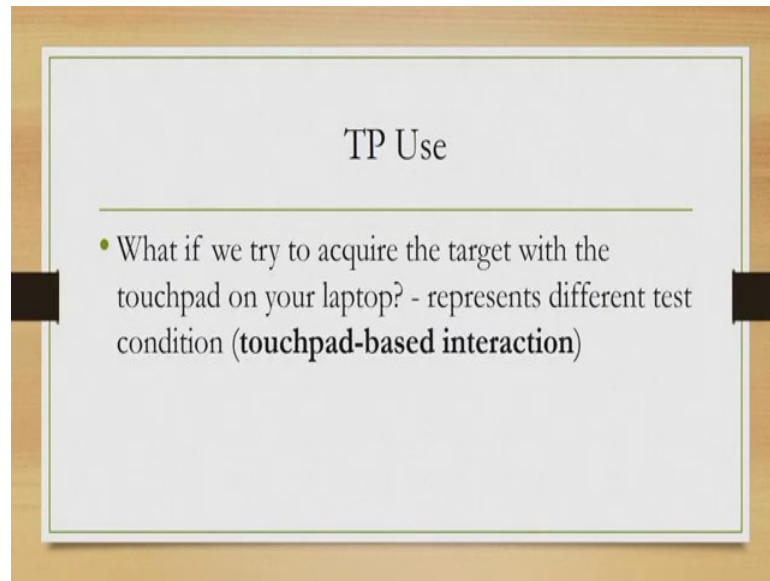 TP Use
• What if we try to acquire the target with the
touchpad on your laptop? - represents different test
condition (touchpad-based interaction)